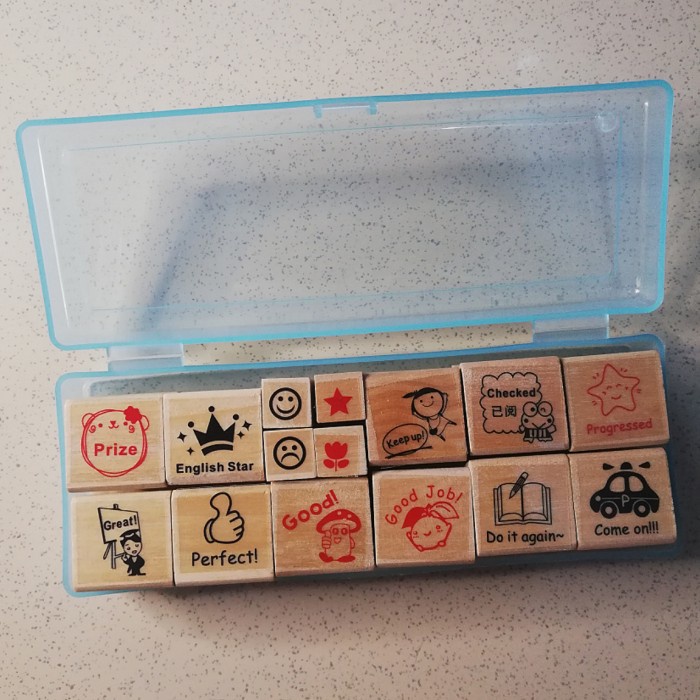 Prize
English Star
Keep up!
Checked
已阅
Progressed
Great!
Perfect!
Good!
Good Job!
Do it again~
P
Come on!!!